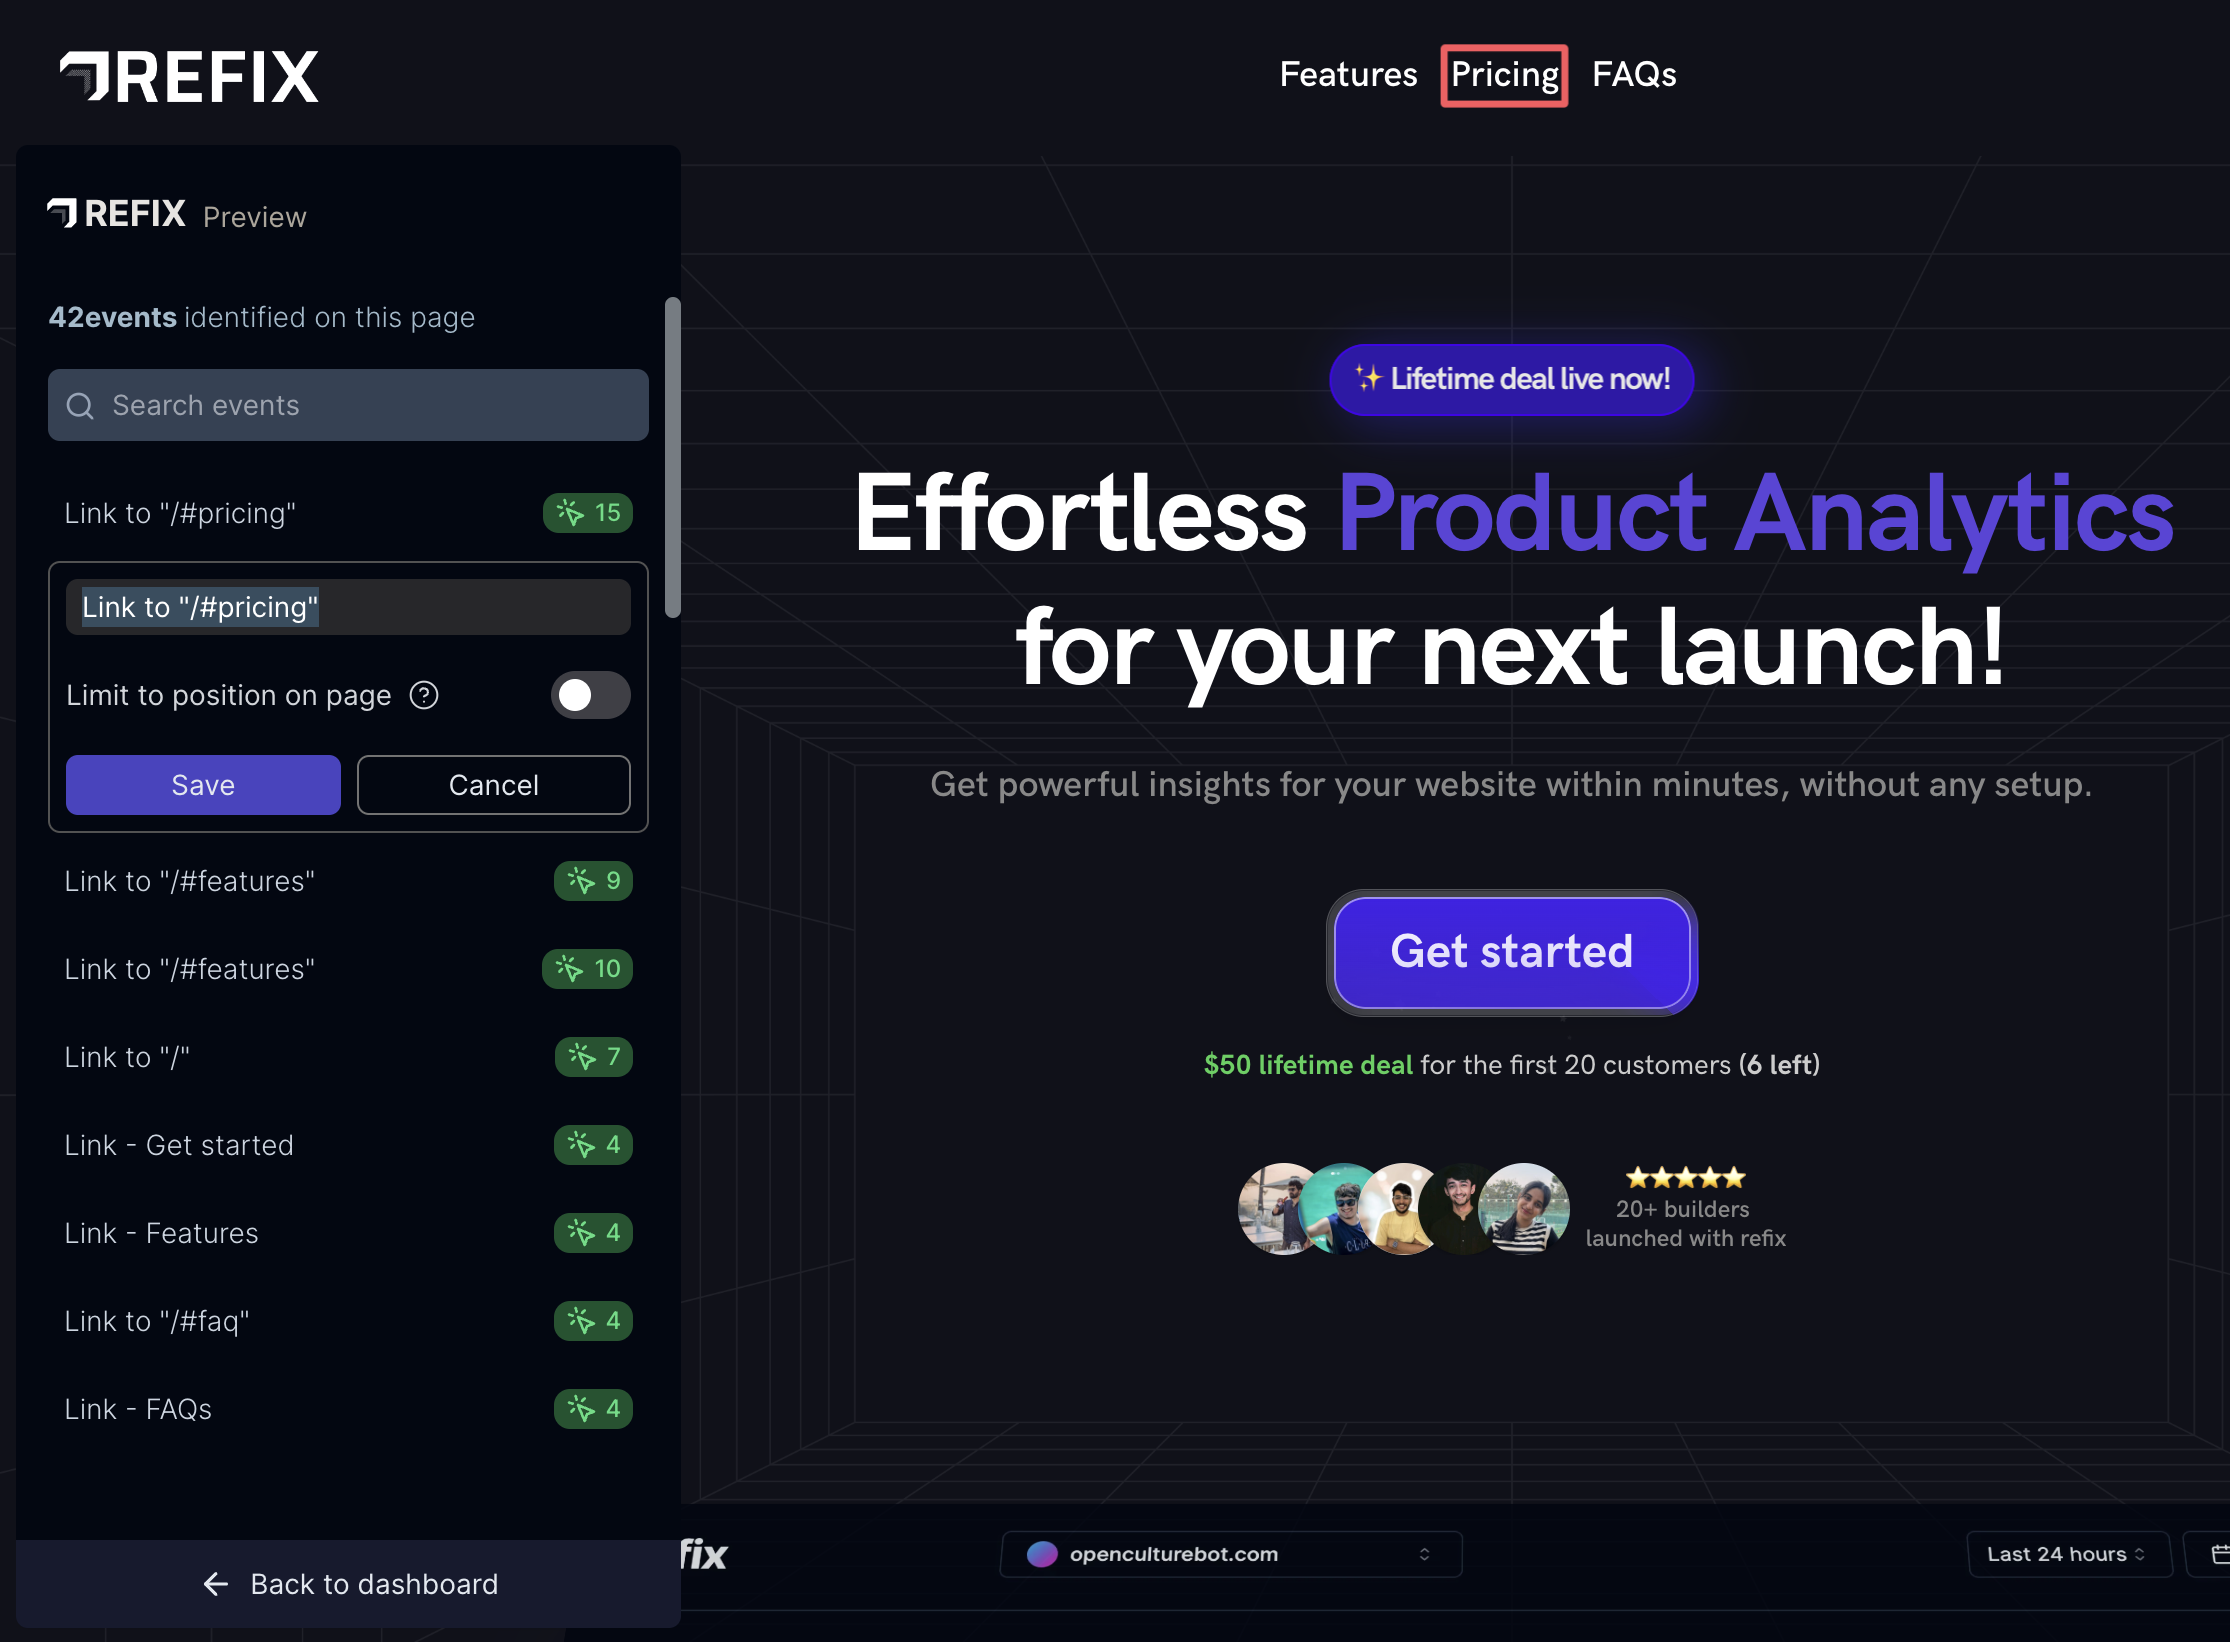 REFIX
Features Pricing FAQs
REFIX Preview
42events identified on this page
Search events
Link to "/#pricing" 15
Link to "/#pricing"
Limit to position on page ?
Save Cancel
Link to "/#features" 9
Link to "/#features" 10
Link to "/" 7
Link - Get started 4
Link - Features 4
Link to "/#faq" 4
Link - FAQs 4
Back to dashboard
✨ Lifetime deal live now!
Effortless Product Analytics
for your next launch!
Get powerful insights for your website within minutes, without any setup.
Get started
$50 lifetime deal for the first 20 customers (6 left)
20+ builders
launched with refix
fix openculturebot.com Last 24 hours